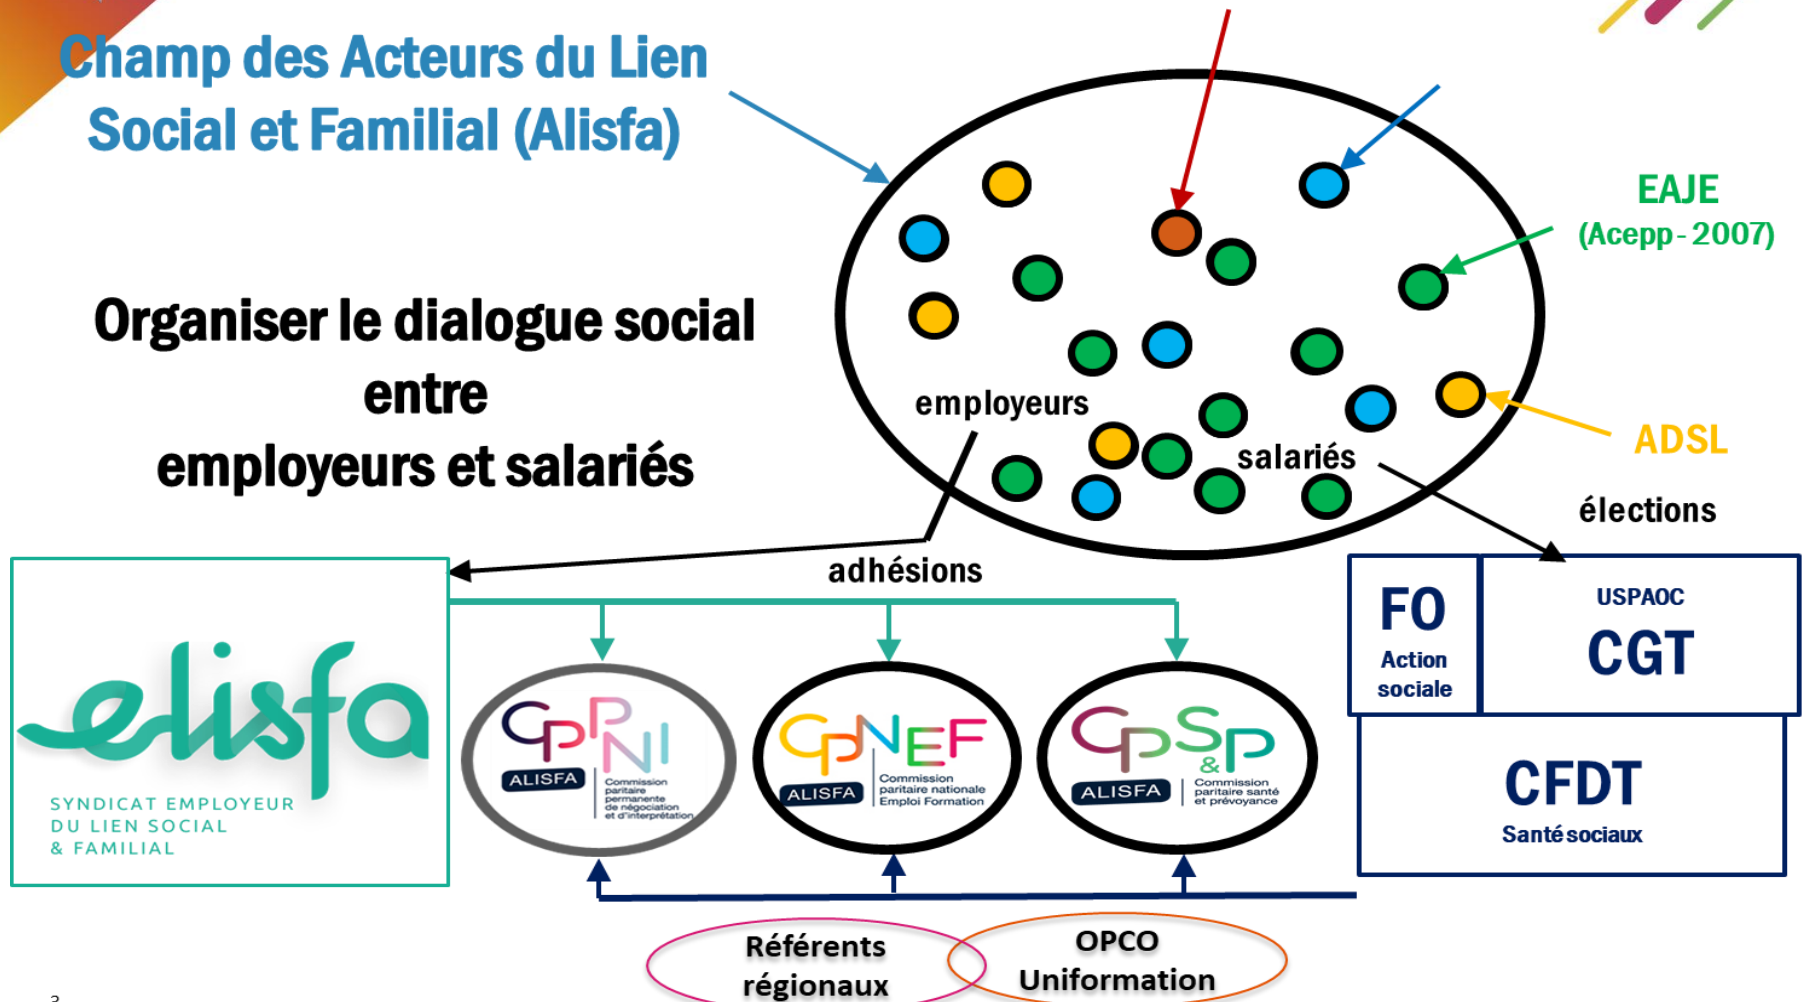 Champ des Acteurs du Lien
Social et Familial (Alisfa)
EAJE
(Acepp - 2007)
Organiser le dialogue social
entre
employeurs et salariés
employeurs
salariés
ADSL
élections
adhésions
elisfa
SYNDICAT EMPLOYEUR
DU LIEN SOCIAL
& FAMILIAL
CPPNI
ALISFA
Commission
paritaire
permanente
de négociation
et d'interprétation
CPNEF
ALISFA
Commission
paritaire nationale
Emploi Formation
CPS&P
ALISFA
Commission
paritaire santé
et prévoyance
FO
Action
sociale
USPAOC
CGT
CFDT
Santé sociaux
Référents
régionaux
OPCO
Uniformation
3